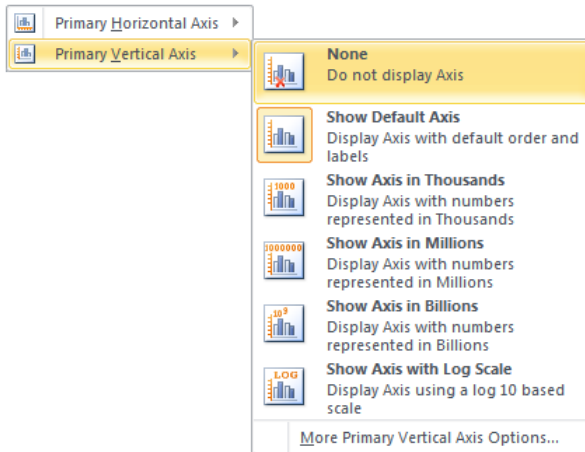 Primary Horizontal Axis
Primary Vertical Axis
None
Do not display Axis
Show Default Axis
Display Axis with default order and
labels
1000
Show Axis in Thousands
Display Axis with numbers
represented in Thousands
1000000
Show Axis in Millions
Display Axis with numbers
represented in Millions
10⁹
Show Axis in Billions
Display Axis with numbers
represented in Billions
LOG
Show Axis with Log Scale
Display Axis using a log 10 based
scale
More Primary Vertical Axis Options...